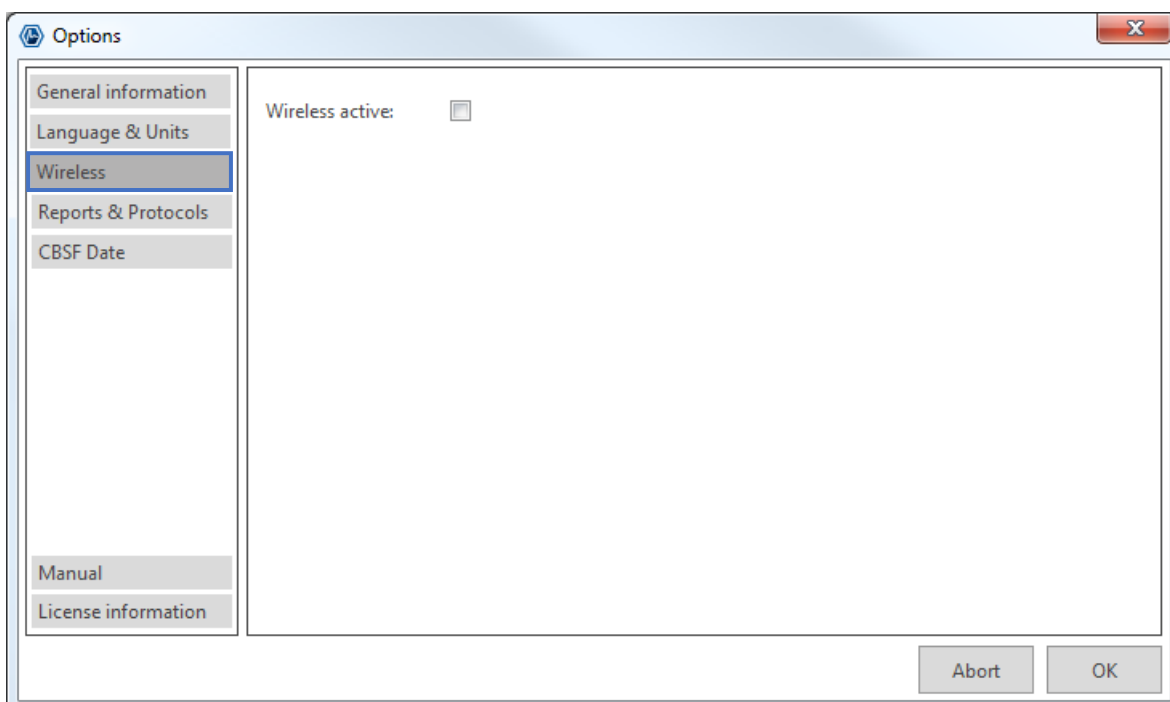 Options
General information
Language & Units
Wireless
Reports & Protocols
CBSF Date
Manual
License information
Wireless active:
Abort
OK